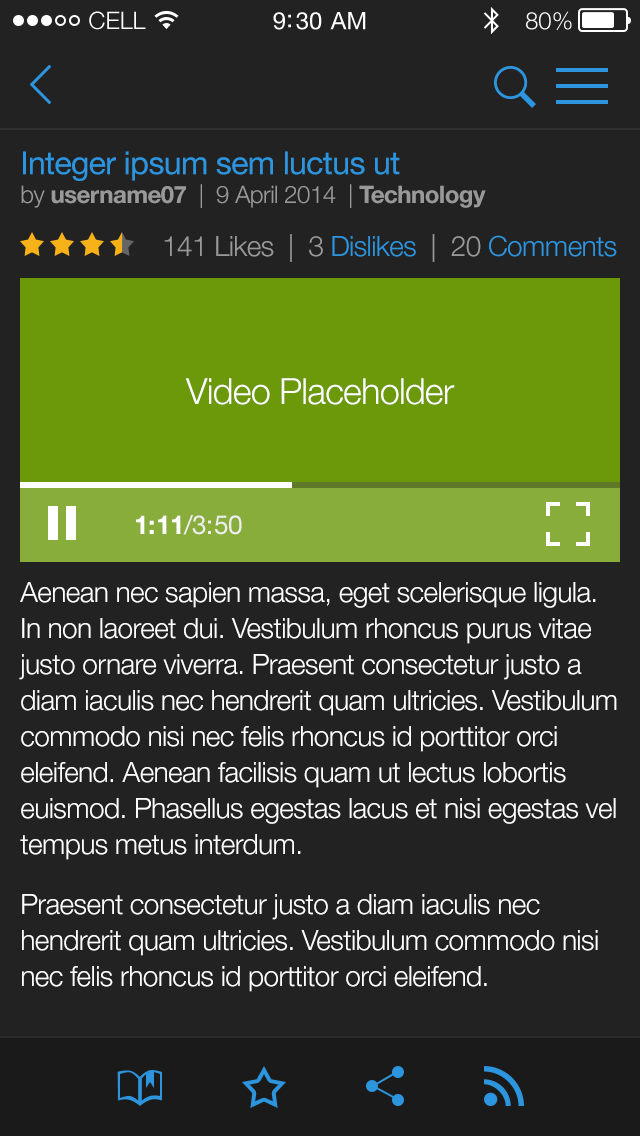 CELL 9:30 AM 80%
Integer ipsum sem luctus ut
by username07 | 9 April 2014 | Technology
141 Likes | 3 Dislikes | 20 Comments
Video Placeholder
1:11/3:50
Aenean nec sapien massa, eget scelerisque ligula.
In non laoreet dui. Vestibulum rhoncus purus vitae
justo ornare viverra. Praesent consectetur justo a
diam iaculis nec hendrerit quam ultricies. Vestibulum
commodo nisi nec felis rhoncus id porttitor orci
eleifend. Aenean facilisis quam ut lectus lobortis
euismod. Phasellus egestas lacus et nisi egestas vel
tempus metus interdum.
Praesent consectetur justo a diam iaculis nec
hendrerit quam ultricies. Vestibulum commodo nisi
nec felis rhoncus id porttitor orci eleifend.